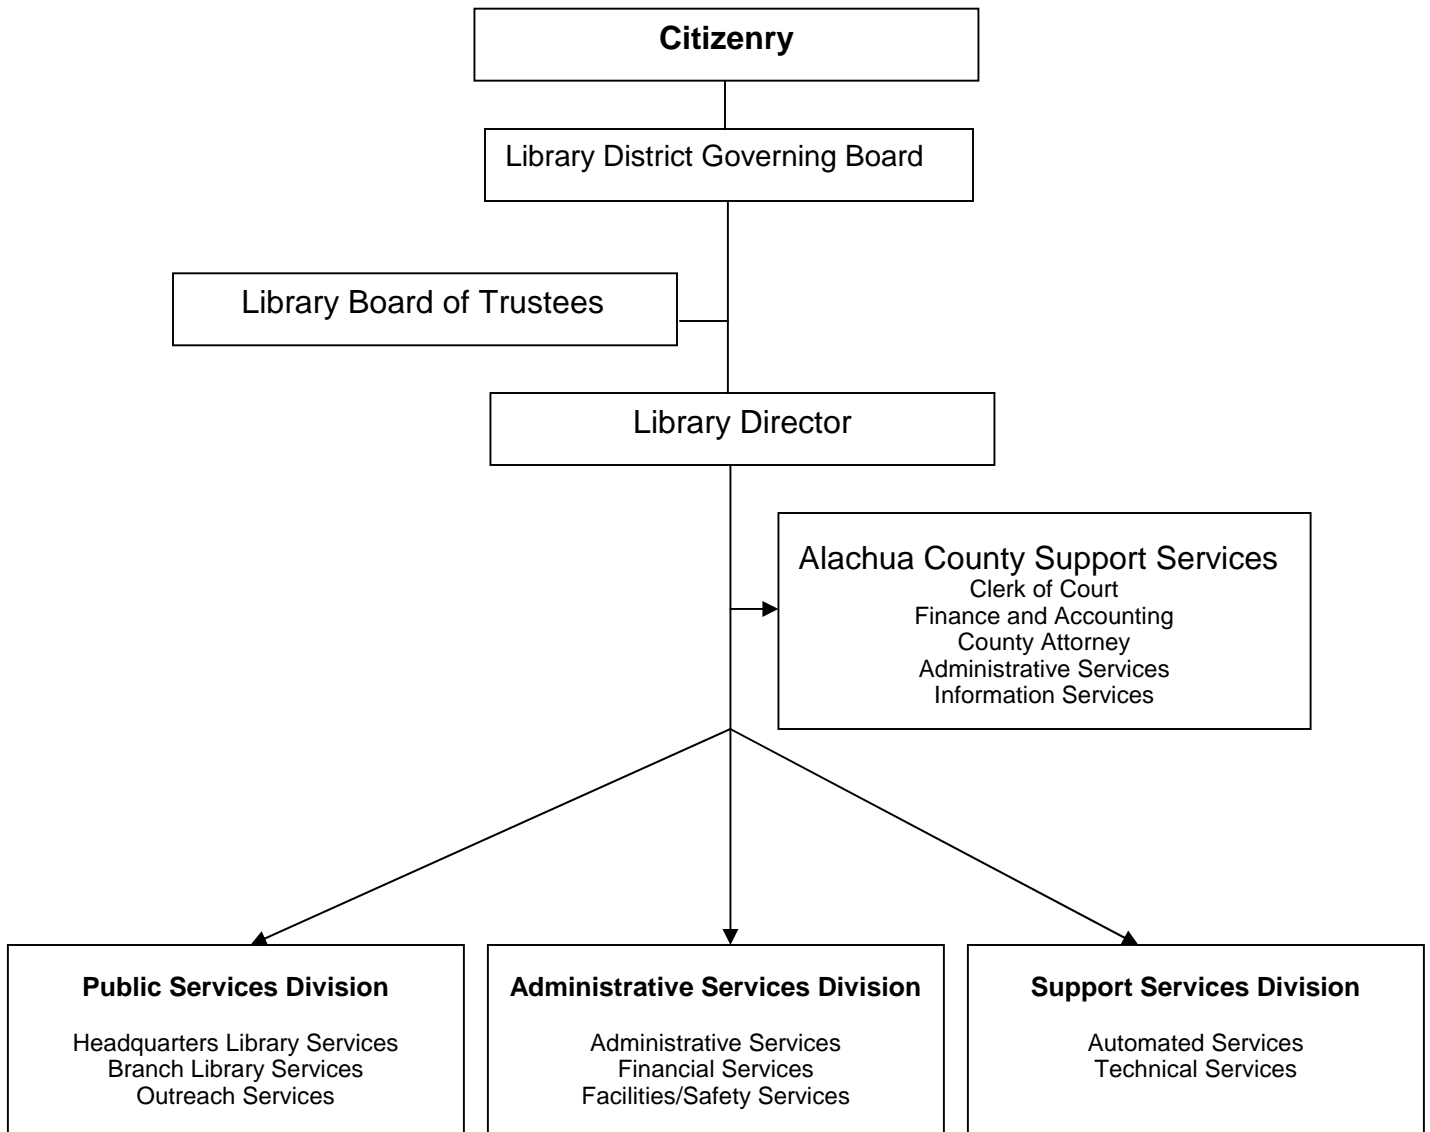 Citizenry
Library District Governing Board
Library Board of Trustees
Library Director
Alachua County Support Services
Clerk of Court
Finance and Accounting
County Attorney
Administrative Services
Information Services
Public Services Division
Headquarters Library Services
Branch Library Services
Outreach Services
Administrative Services Division
Administrative Services
Financial Services
Facilities/Safety Services
Support Services Division
Automated Services
Technical Services